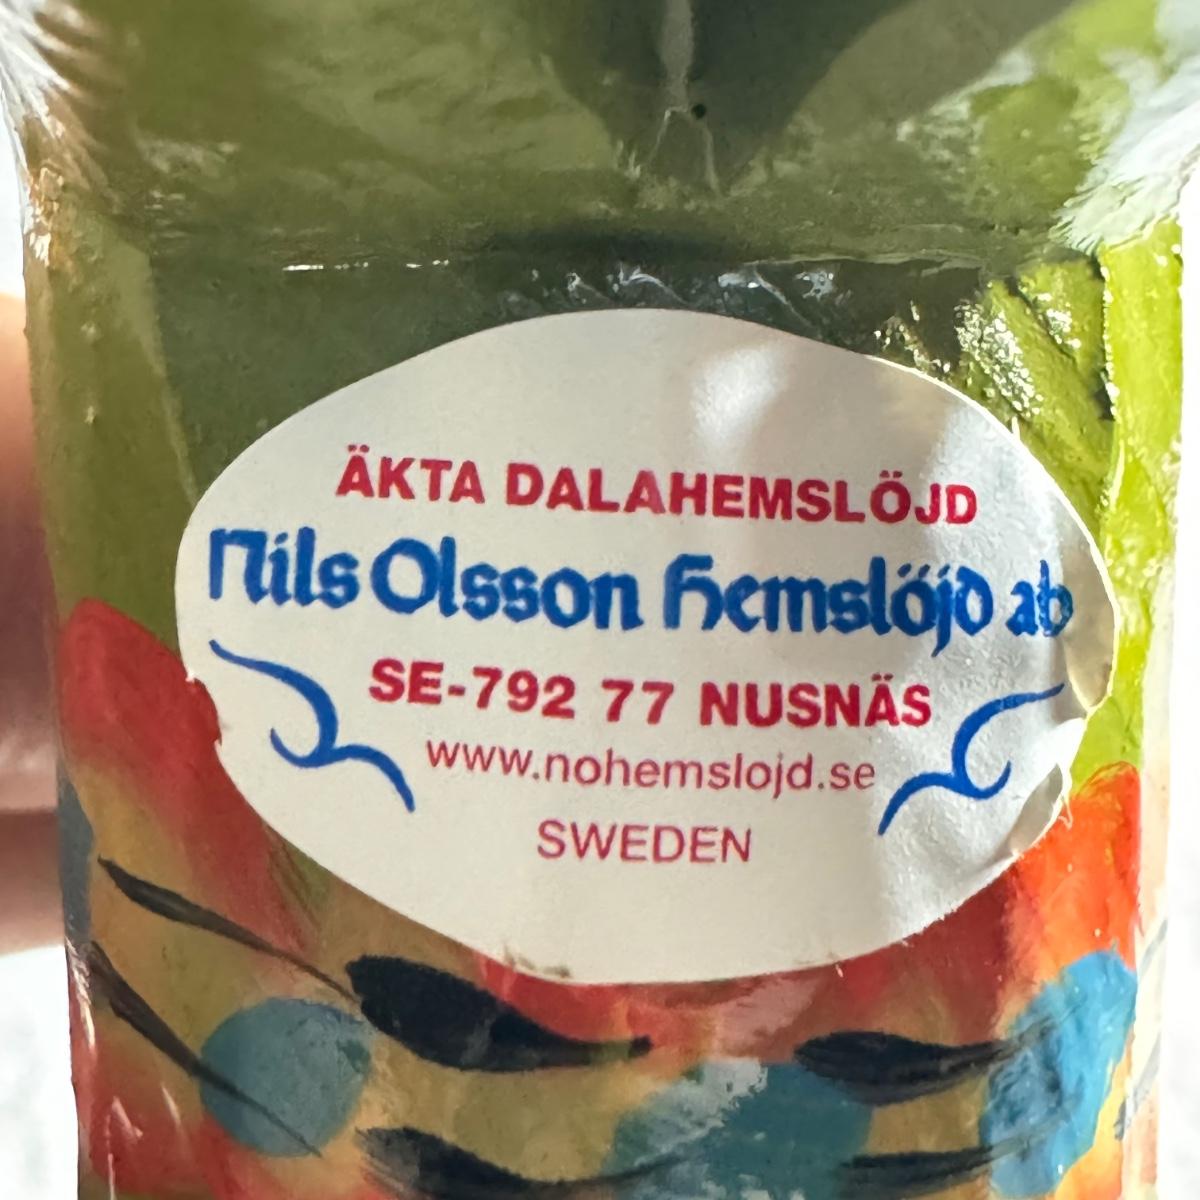 ÄKTA DALAHEMSLÖJD
Nils Olsson Hemslöjd ab
SE-792 77 NUSNÄS
www.nohemslojd.se
SWEDEN